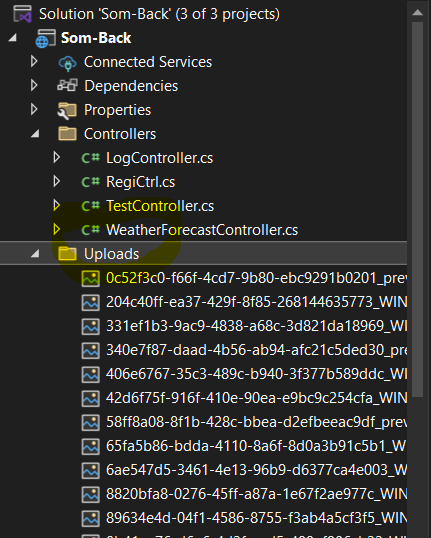 Solution 'Som-Back' (3 of 3 projects)
Som-Back
Connected Services
Dependencies
Properties
Controllers
C# LogController.cs
C# RegiCtrl.cs
C# TestController.cs
C# WeatherForecastController.cs
Uploads
0c52f3c0-f66f-4cd7-9b80-ebc9291b0201_prev
204c40ff-ea37-429f-8f85-268144635773_WIN
331ef1b3-9ac9-4838-a68c-3d821da18969_WIN
340e7f87-daad-4b56-ab94-afc21c5ded30_pre
406e6767-35c3-489c-b940-3f377b589ddc_WIN
42d6f75f-916f-410e-90ea-e9bc9c254cfa_WIN
58ff8a08-8f1b-428c-bbea-d2efbeeac9df_prev
65fa5b86-bdda-4110-8a6f-8d0a3b91c5b1_WI
6ae547d5-3461-4e13-96b9-d6377ca4e003_W
8820bfa8-0276-45ff-a87a-1e67f2ae977c_WIN
89634e4d-04f1-4586-8755-f3ab4a5cf3f5_WIN